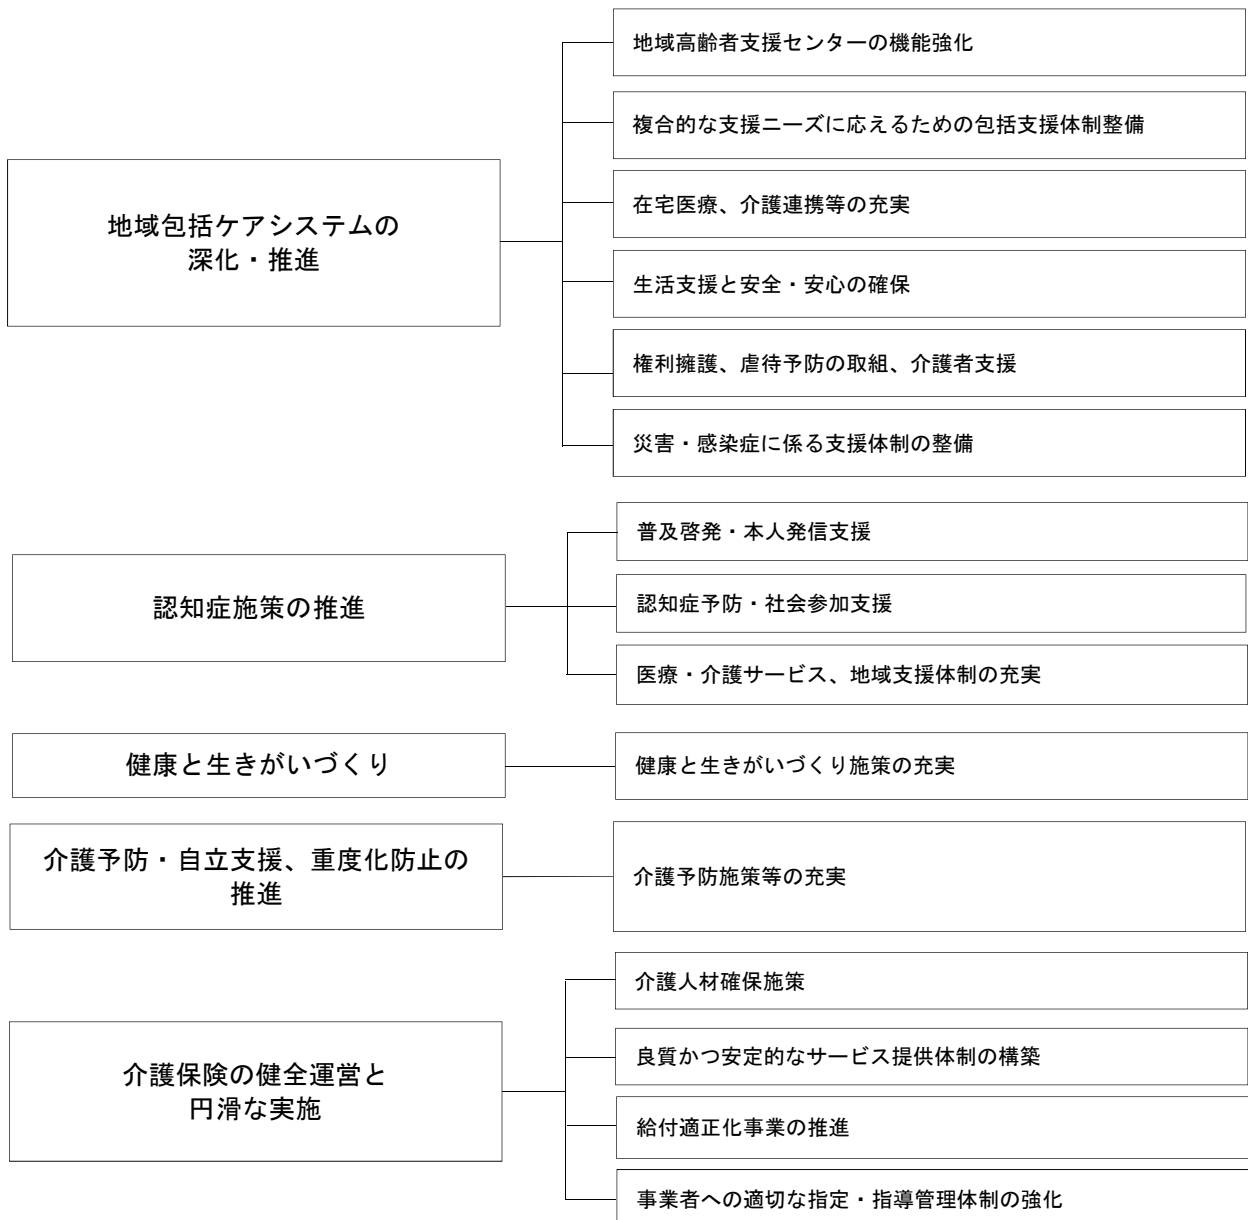 地域包括ケアシステムの
深化・推進
地域高齢者支援センターの機能強化
複合的な支援ニーズに応えるための包括支援体制整備
在宅医療、介護連携等の充実
生活支援と安全・安心の確保
権利擁護、虐待予防の取組、介護者支援
災害・感染症に係る支援体制の整備
認知症施策の推進
普及啓発・本人発信支援
認知症予防・社会参加支援
医療・介護サービス、地域支援体制の充実
健康と生きがいづくり
健康と生きがいづくり施策の充実
介護予防・自立支援、重度化防止の
推進
介護予防施策等の充実
介護保険の健全運営と
円滑な実施
介護人材確保施策
良質かつ安定的なサービス提供体制の構築
給付適正化事業の推進
事業者への適切な指定・指導管理体制の強化